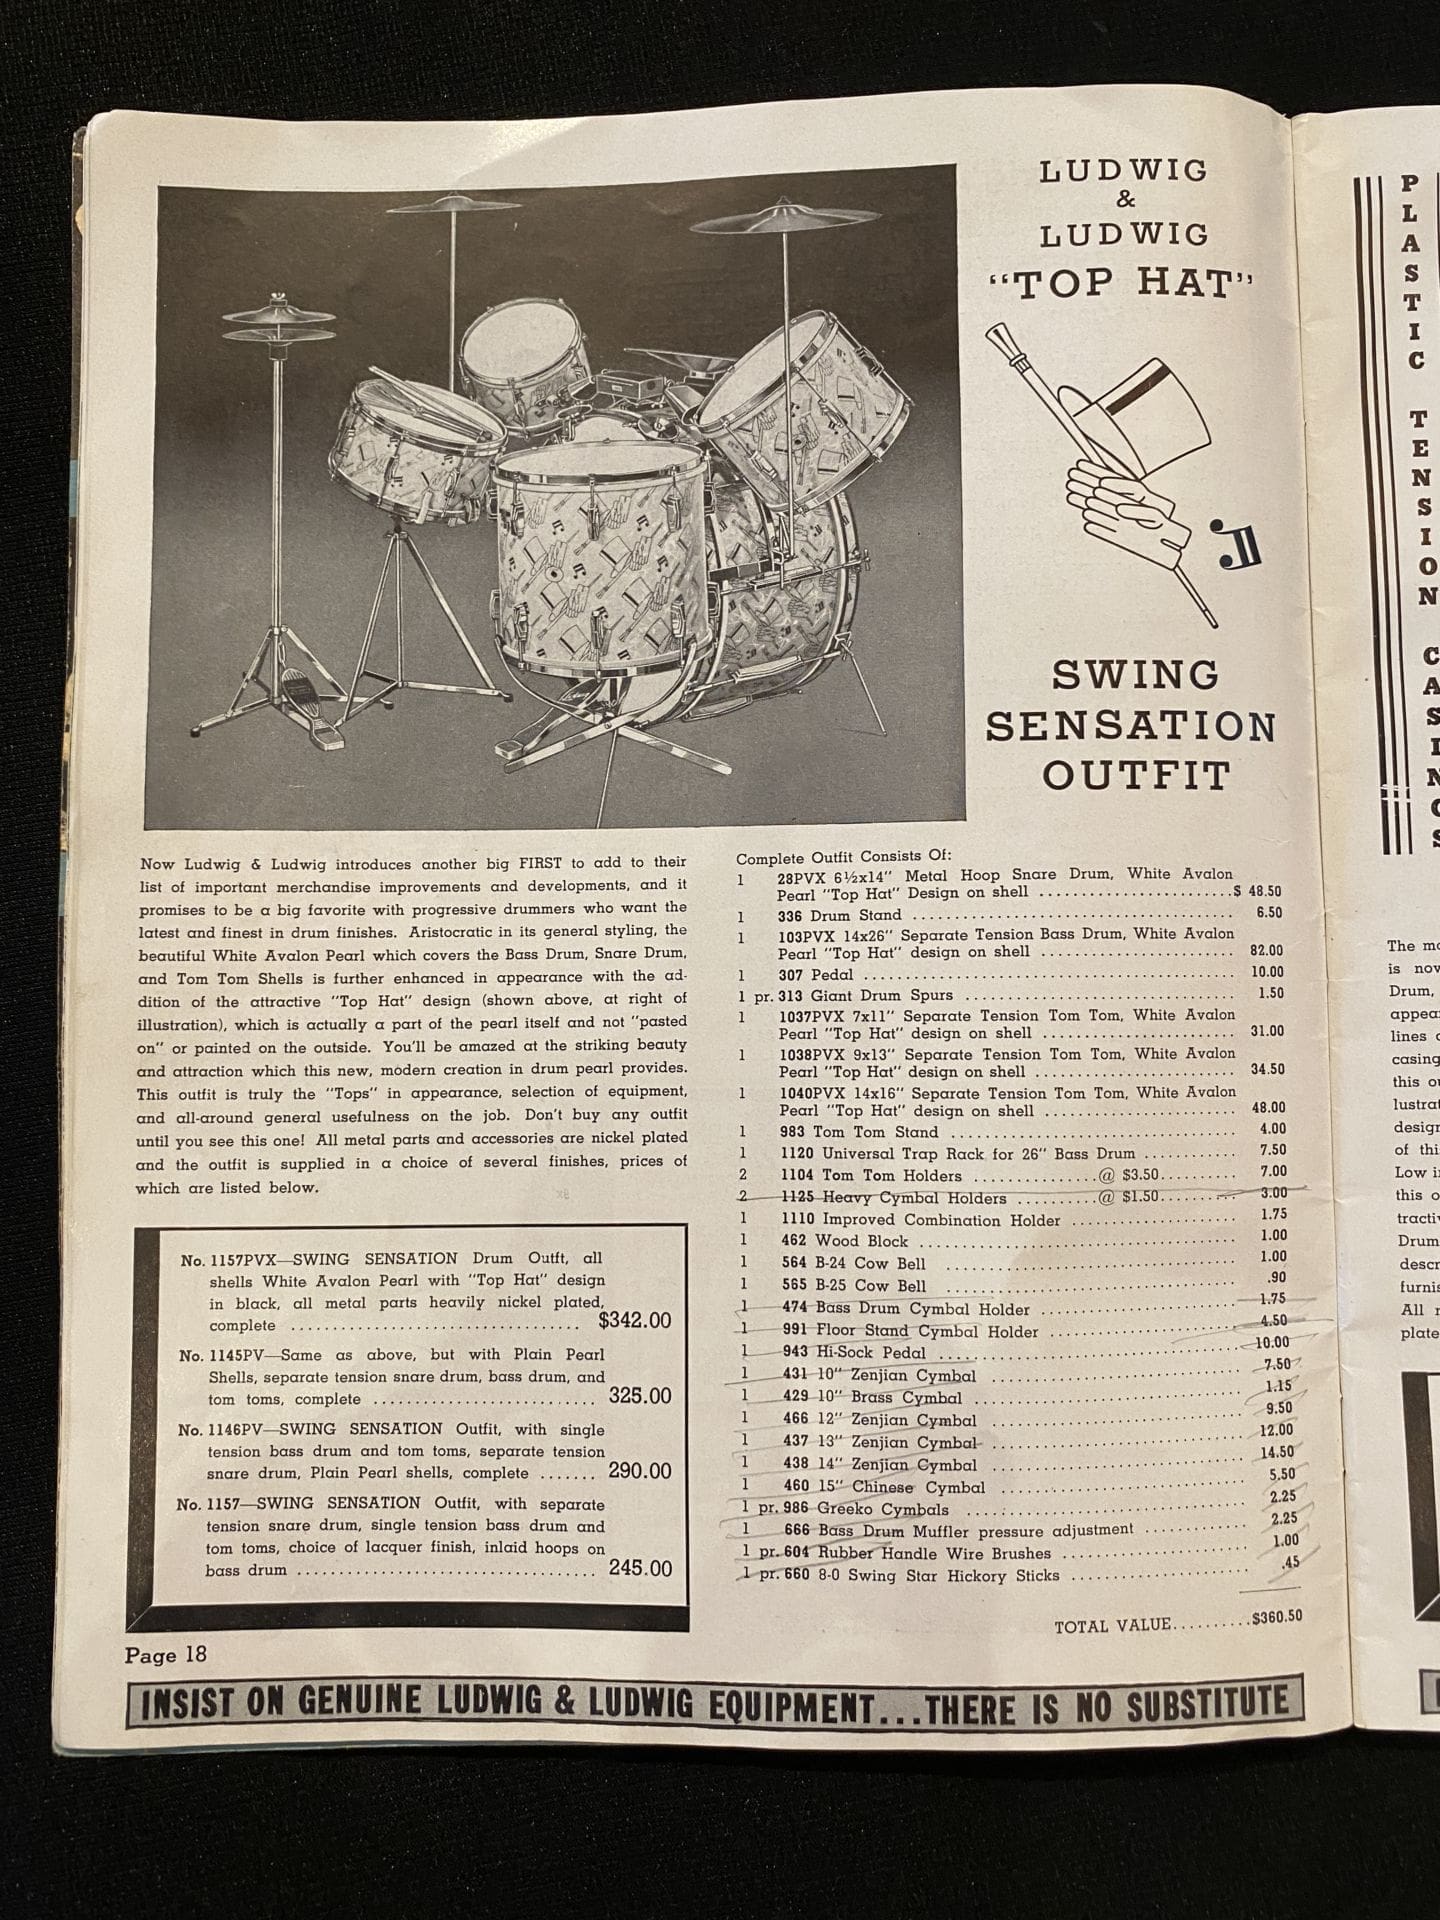 LUDWIG
&
LUDWIG
"TOP HAT"
SWING
SENSATION
OUTFIT
Now Ludwig & Ludwig introduces another big FIRST to add to their
list of important merchandise improvements and developments, and it
promises to be a big favorite with progressive drummers who want the
latest and finest in drum finishes. Aristocratic in its general styling, the
beautiful White Avalon Pearl which covers the Bass Drum, Snare Drum,
and Tom Tom Shells is further enhanced in appearance with the ad-
dition of the attractive "Top Hat" design (shown above, at right of
illustration), which is actually a part of the pearl itself and not "pasted
on" or painted on the outside. You'll be amazed at the striking beauty
and attraction which this new, modern creation in drum pearl provides.
This outfit is truly the "Tops" in appearance, selection of equipment,
and all-around general usefulness on the job. Don't buy any outfit
until you see this one! All metal parts and accessories are nickel plated
and the outfit is supplied in a choice of several finishes, prices of
which are listed below.
No. 1157PVX—SWING SENSATION Drum Outfit, all
shells White Avalon Pearl with "Top Hat" design
in black, all metal parts heavily nickel plated,
complete .................................. $342.00
No. 1145PV—Same as above, but with Plain Pearl
Shells, separate tension snare drum, bass drum, and
tom toms, complete .......................... 325.00
No. 1146PV—SWING SENSATION Outfit, with single
tension bass drum and tom toms, separate tension
snare drum, Plain Pearl shells, complete ....... 290.00
No. 1157—SWING SENSATION Outfit, with separate
tension snare drum, single tension bass drum and
tom toms, choice of lacquer finish, inlaid hoops on
bass drum ................................... 245.00
Complete Outfit Consists Of:
1 28PVX 6½x14" Metal Hoop Snare Drum, White Avalon
Pearl "Top Hat" Design on shell ..........................$ 48.50
1 336 Drum Stand ...................................... 6.50
1 103PVX 14x26" Separate Tension Bass Drum, White Avalon
Pearl "Top Hat" design on shell ......................... 82.00
1 307 Pedal ............................................. 10.00
1 pr. 313 Giant Drum Spurs ................................ 1.50
1 1037PVX 7x11" Separate Tension Tom Tom, White Avalon
Pearl "Top Hat" design on shell ......................... 31.00
1 1038PVX 9x13" Separate Tension Tom Tom, White Avalon
Pearl "Top Hat" design on shell .......................... 34.50
1 1040PVX 14x16" Separate Tension Tom Tom, White Avalon
Pearl "Top Hat" design on shell ......................... 48.00
1 983 Tom Tom Stand ................................... 4.00
1 1120 Universal Trap Rack for 26" Bass Drum ............ 7.50
2 1104 Tom Tom Holders ...............@ $3.50.......... 7.00
2 1125 Heavy Cymbal Holders ..........@ $1.50.......... 3.00
1 1110 Improved Combination Holder ..................... 1.75
1 462 Wood Block ........................................ 1.00
1 564 B-24 Cow Bell .................................... 1.00
1 565 B-25 Cow Bell .................................... .90
1 474 Bass Drum Cymbal Holder ......................... 1.75
1 991 Floor Stand Cymbal Holder ........................ 4.50
1 943 Hi-Sock Pedal ..................................... 10.00
1 431 10" Zenjian Cymbal ............................... 7.50
1 429 10" Brass Cymbal ................................. 1.15
1 466 12" Zenjian Cymbal ............................... 9.50
1 437 13" Zenjian Cymbal ............................... 12.00
1 438 14" Zenjian Cymbal ............................... 14.50
1 460 15" Chinese Cymbal .............................. 5.50
1 pr. 986 Greeko Cymbals ................................. 2.25
1 666 Bass Drum Muffler pressure adjustment ............ 2.25
1 pr. 604 Rubber Handle Wire Brushes ..................... 1.00
1 pr. 660 8-0 Swing Star Hickory Sticks .................... .45
TOTAL VALUE..........$360.50
Page 18
INSIST ON GENUINE LUDWIG & LUDWIG EQUIPMENT...THERE IS NO SUBSTITUTE
PLASTIC
TENSION
CASINGS
The
is
Drum,
lines
casing
this
of this
Low
this
Drum
All